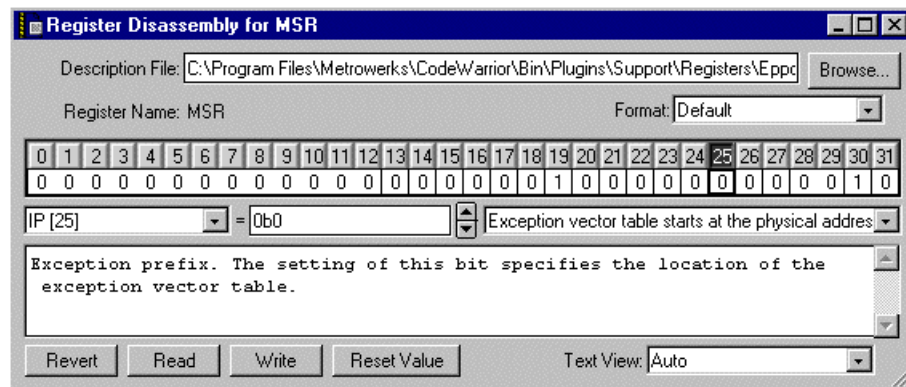 Register Disassembly for MSR
Description File: C:\Program Files\Metrowerks\CodeWarrior\Bin\Plugins\Support\Registers\Eppc Browse...
Register Name: MSR Format: Default
0 1 2 3 4 5 6 7 8 9 10 11 12 13 14 15 16 17 18 19 20 21 22 23 24 25 26 27 28 29 30 31
0 0 0 0 0 0 0 0 0 0 0 0 0 0 0 0 0 0 0 1 0 0 0 0 0 0 0 0 0 0 1 0
IP [25] = 0b0 Exception vector table starts at the physical addres
Exception prefix. The setting of this bit specifies the location of the
exception vector table.
Revert Read Write Reset Value Text View: Auto